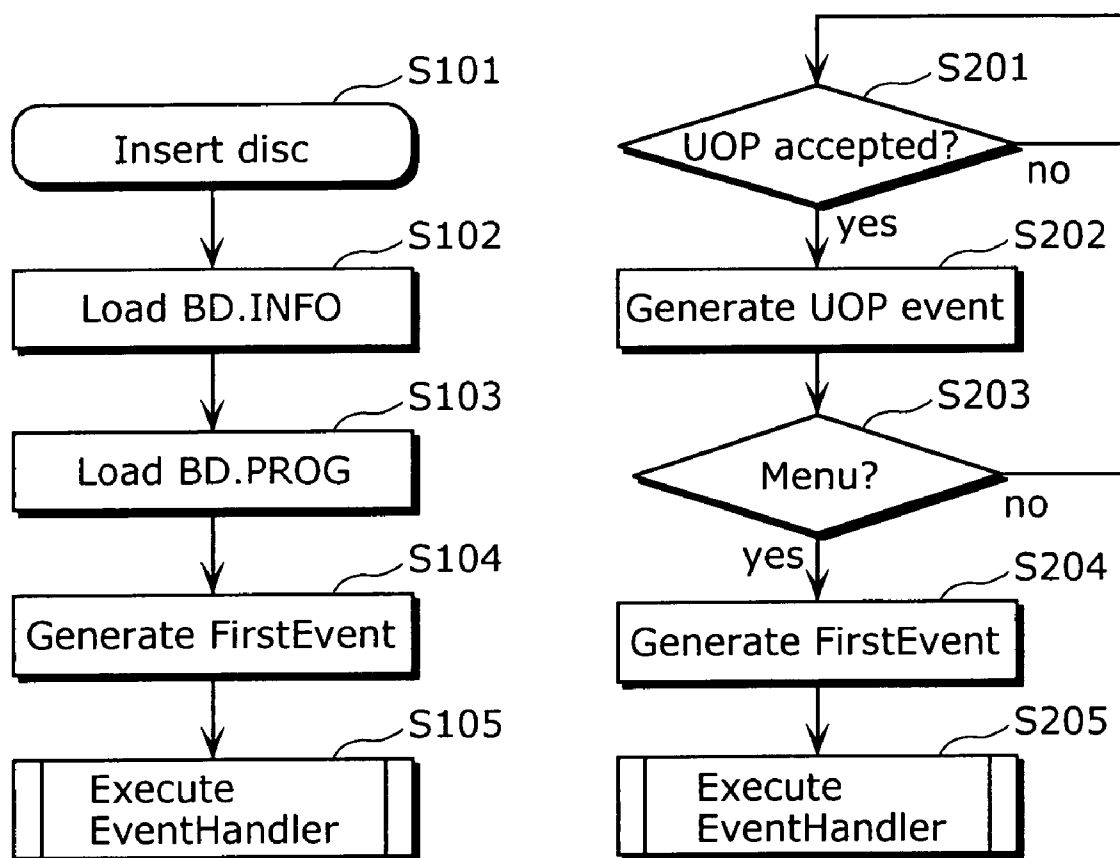 S101
Insert disc
S102
Load BD.INFO
S103
Load BD.PROG
S104
Generate FirstEvent
S105
Execute
EventHandler
S201
UOP accepted?
no
yes
S202
Generate UOP event
S203
Menu?
no
yes
S204
Generate FirstEvent
S205
Execute
EventHandler